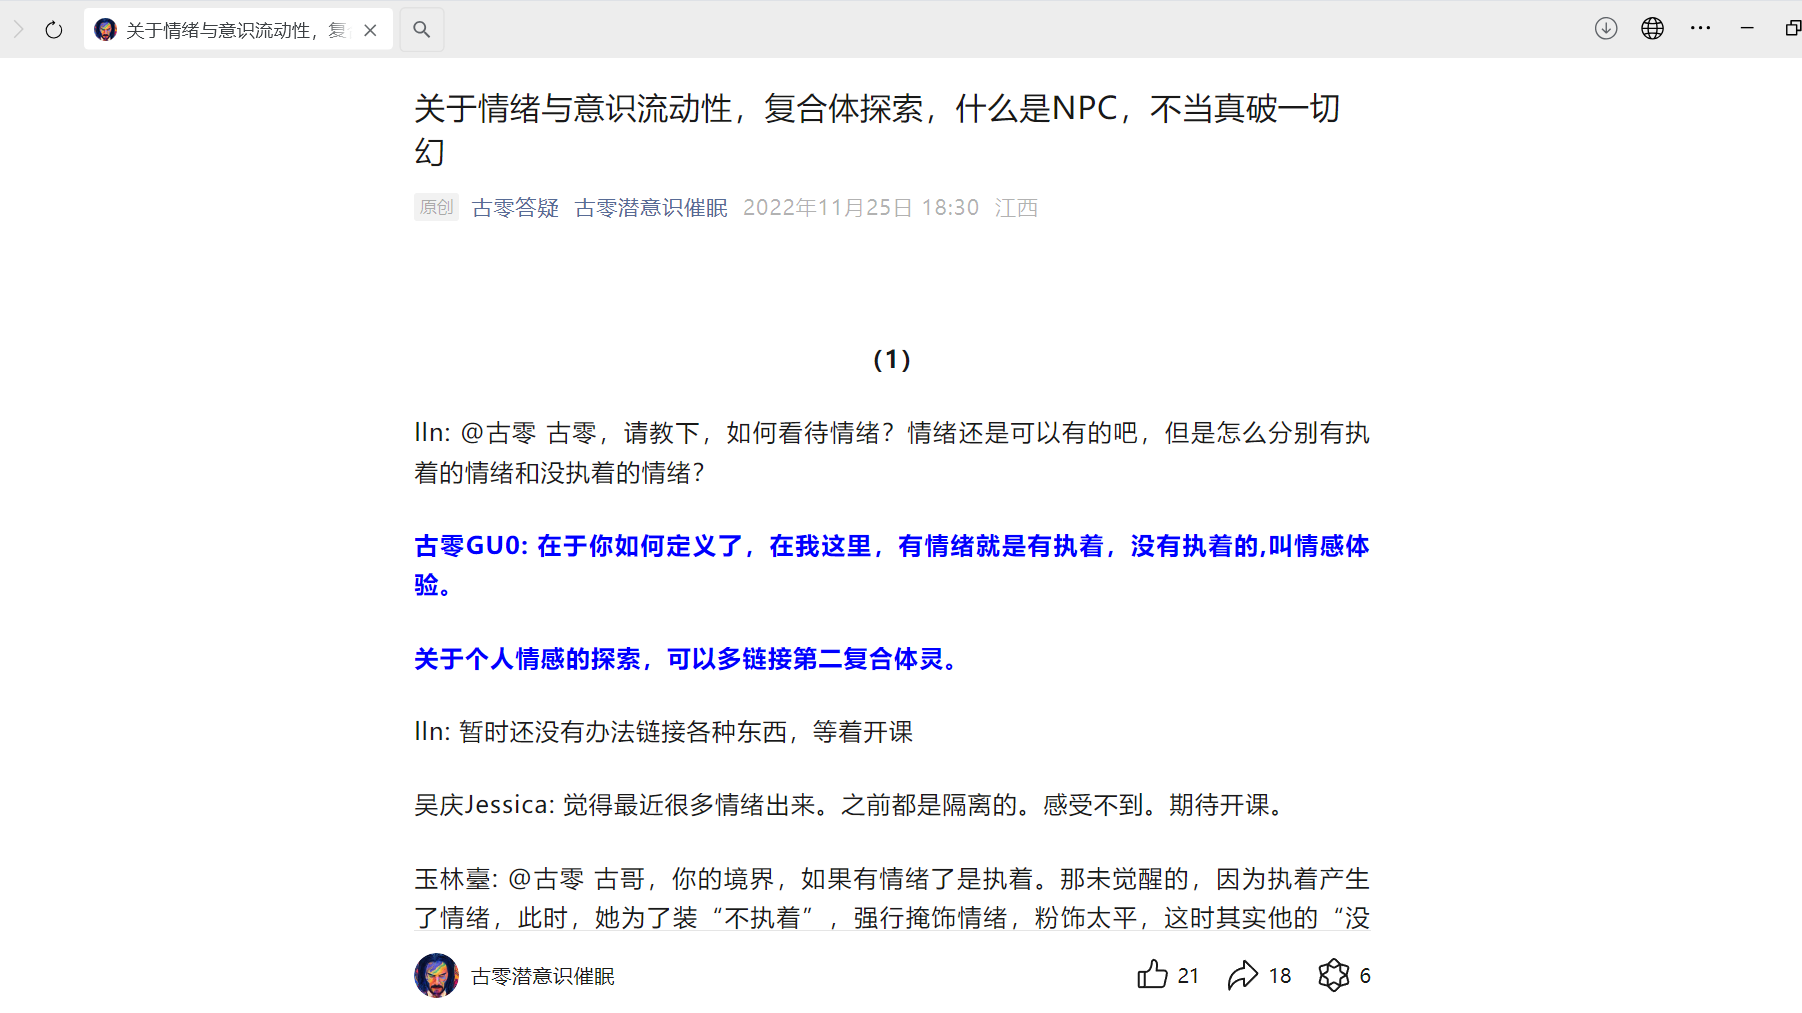 关于情绪与意识流动性，复
关于情绪与意识流动性，复合体探索，什么是NPC，不当真破一切
幻
原创 古零答疑 古零潜意识催眠 2022年11月25日 18:30 江西
（1）
lln: @古零 古零，请教下，如何看待情绪？情绪还是可以有的吧，但是怎么分别有执
着的情绪和没执着的情绪？
古零GU0: 在于你如何定义了，在我这里，有情绪就是有执着，没有执着的,叫情感体
验。
关于个人情感的探索，可以多链接第二复合体灵。
lln: 暂时还没有办法链接各种东西，等着开课
吴庆Jessica: 觉得最近很多情绪出来。之前都是隔离的。感受不到。期待开课。
玉林臺: @古零 古哥，你的境界，如果有情绪了是执着。那未觉醒的，因为执着产生
了情绪，此时，她为了装“不执着”，强行掩饰情绪，粉饰太平，这时其实他的“没
古零潜意识催眠 21 18 6